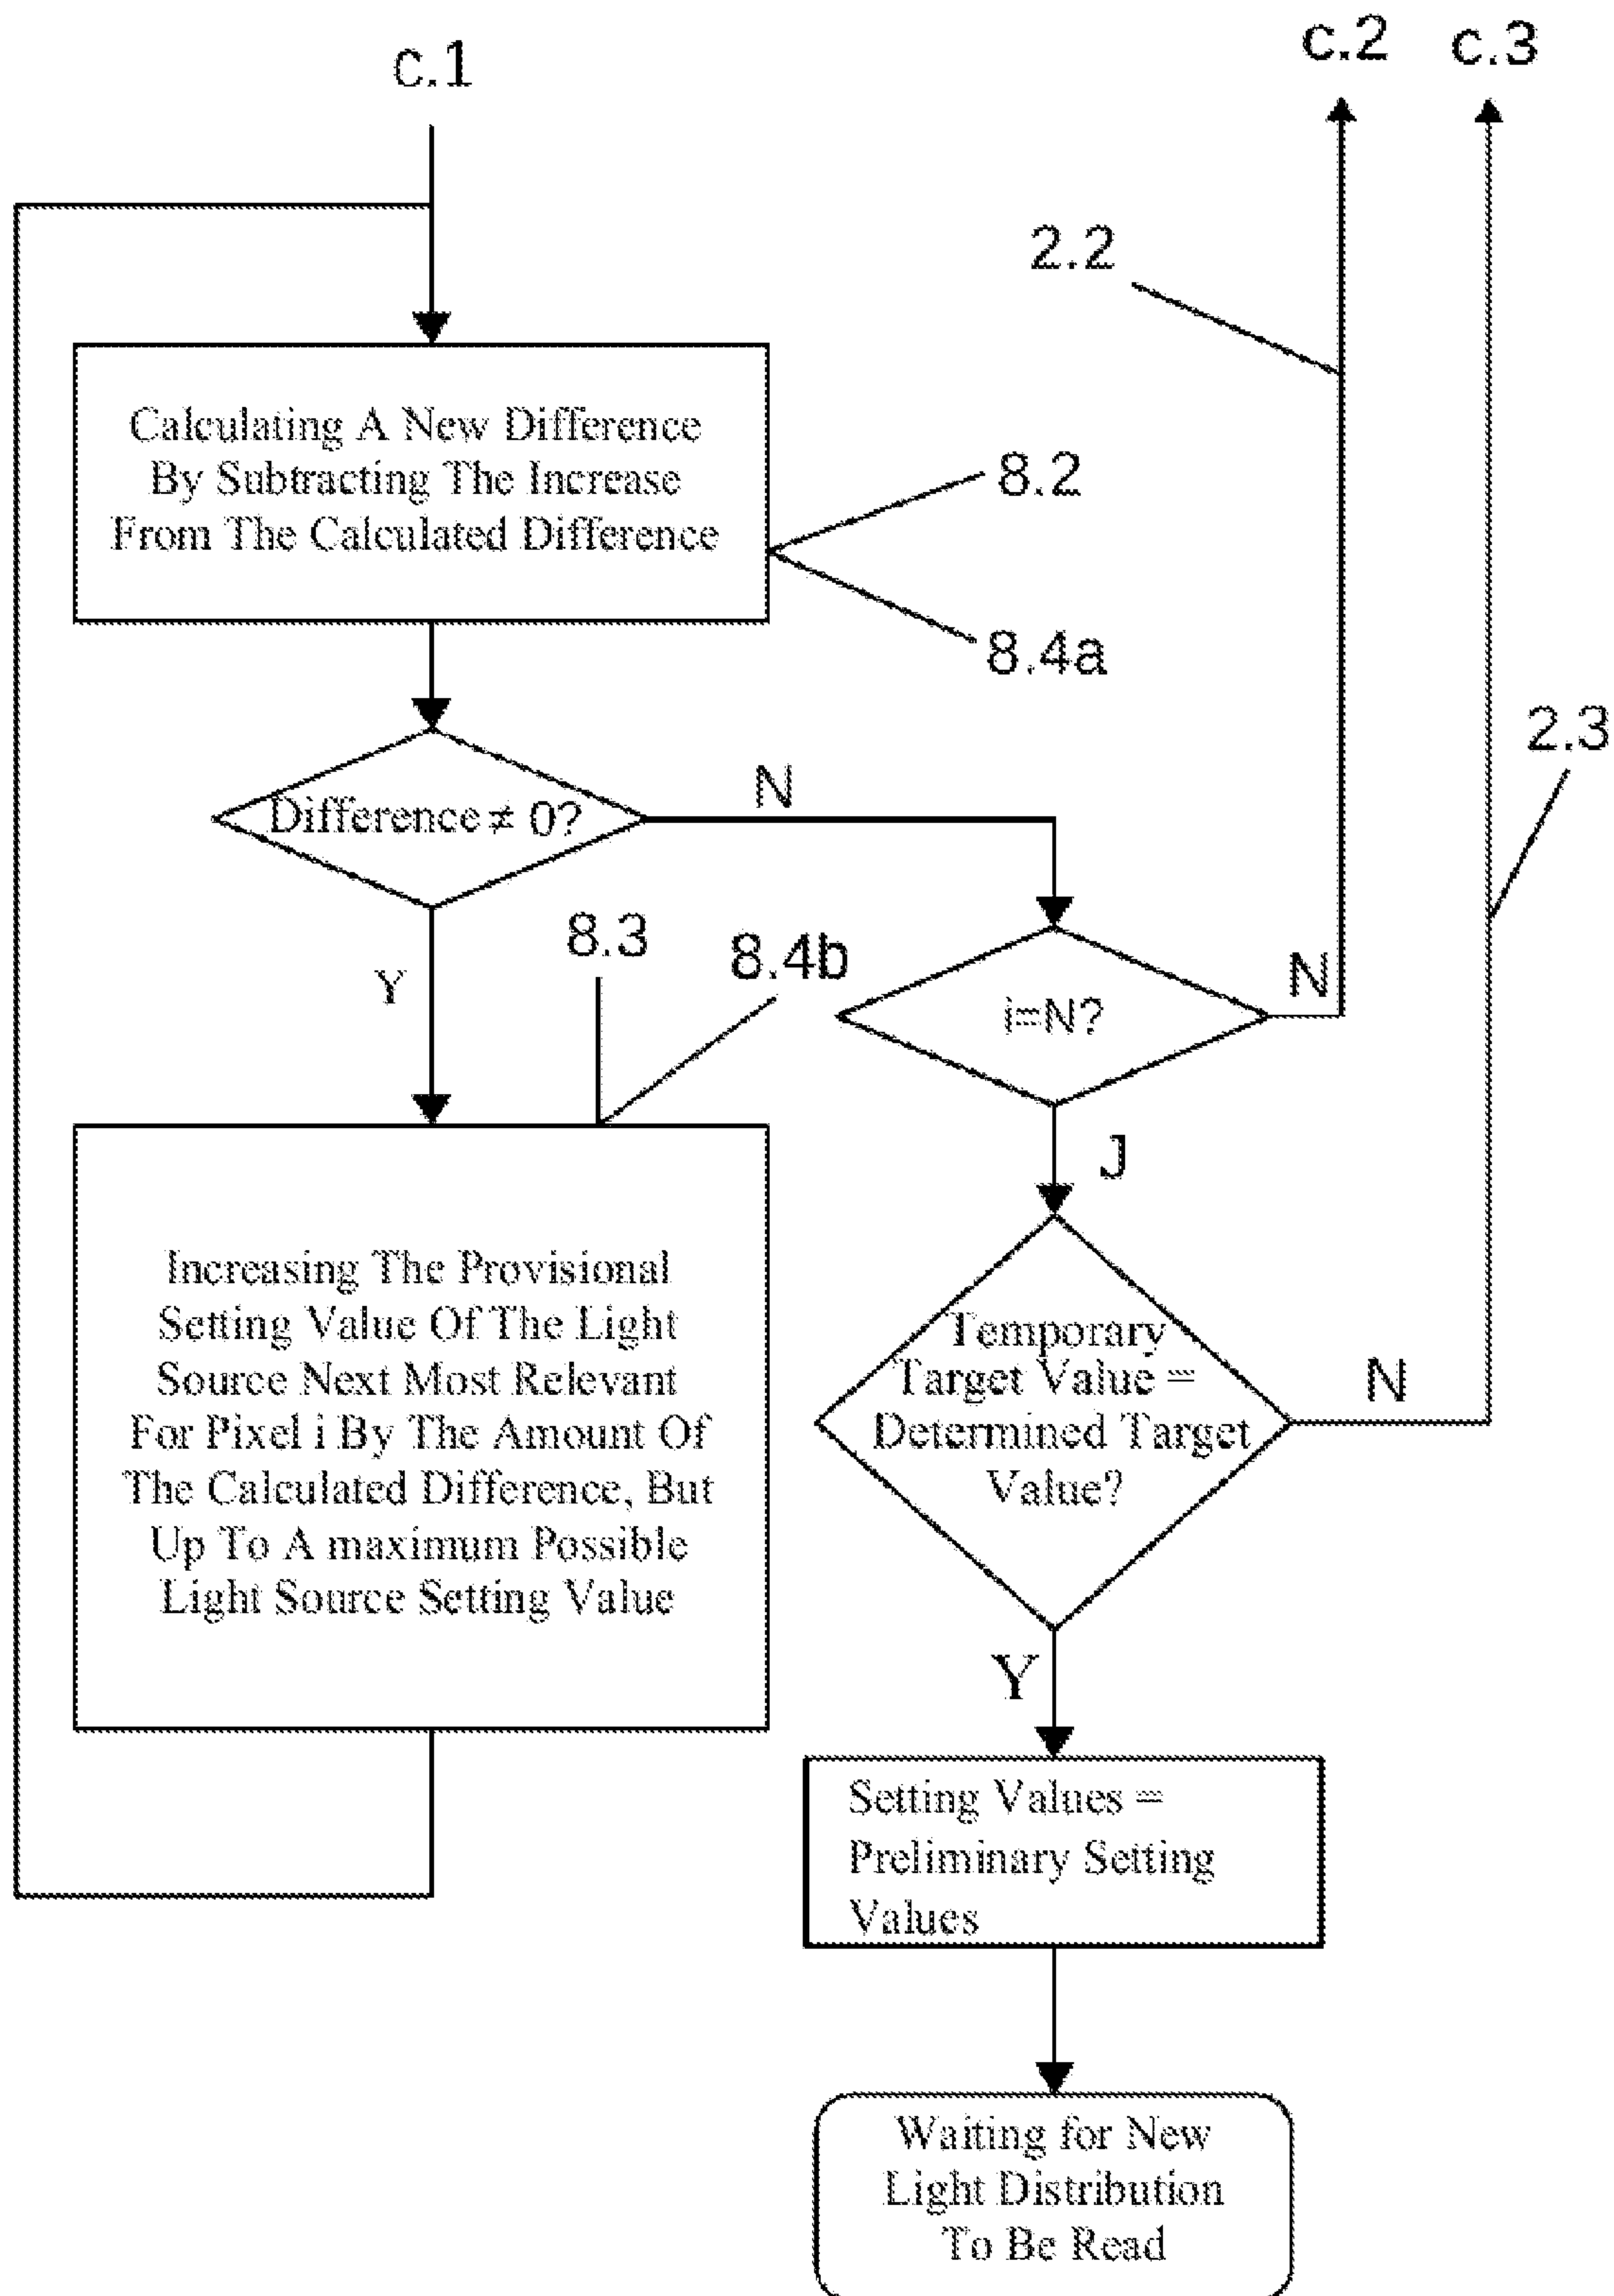 c.1
c.2
c.3
2.2
Calculating A New Difference
By Subtracting The Increase
From The Calculated Difference
8.2
8.4a
2.3
Difference ≠ 0?
N
Y
8.3
8.4b
i=N?
N
J
Increasing The Provisional
Setting Value Of The Light
Source Next Most Relevant
For Pixel i By The Amount Of
The Calculated Difference, But
Up To A maximum Possible
Light Source Setting Value
Temporary
Target Value =
Determined Target
Value?
N
Y
Setting Values =
Preliminary Setting
Values
Waiting for New
Light Distribution
To Be Read